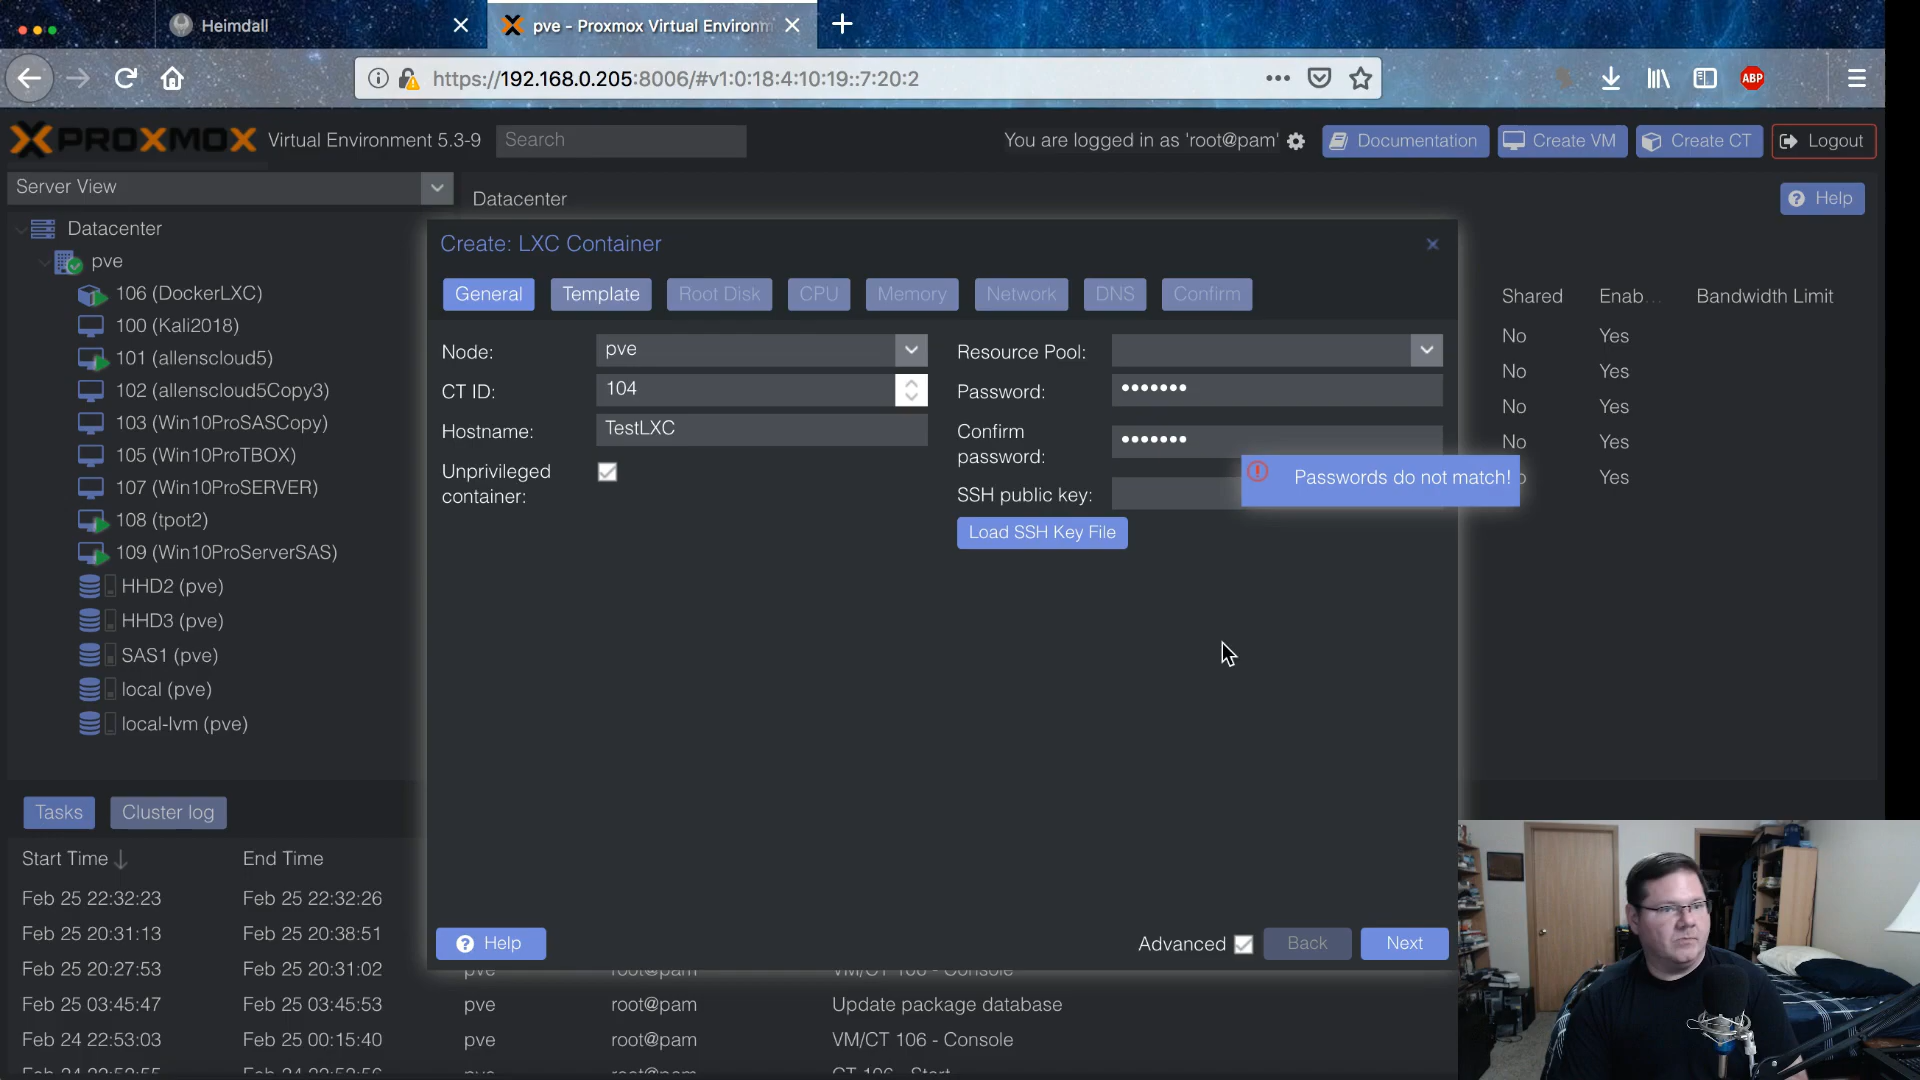 Heimdall
pve - Proxmox Virtual Environm
https://192.168.0.205:8006/#v1:0:18:4:10:19::7:20:2
ABP
PROXMOX Virtual Environment 5.3-9
Search
You are logged in as 'root@pam'
Documentation
Create VM
Create CT
Logout
Server View
Datacenter
Help
Datacenter
pve
106 (DockerLXC)
100 (Kali2018)
101 (allenscloud5)
102 (allenscloud5Copy3)
103 (Win10ProSASCopy)
105 (Win10ProTBOX)
107 (Win10ProSERVER)
108 (tpot2)
109 (Win10ProServerSAS)
HHD2 (pve)
HHD3 (pve)
SAS1 (pve)
local (pve)
local-lvm (pve)
Create: LXC Container
General
Template
Root Disk
CPU
Memory
Network
DNS
Confirm
Node: pve
CT ID: 104
Hostname: TestLXC
Unprivileged
container:
Resource Pool:
Password: •••••••
Confirm
password: •••••••
Passwords do not match!
SSH public key:
Load SSH Key File
Shared Enab... Bandwidth Limit
No Yes
No Yes
No Yes
No Yes
Yes
Help
Advanced
Back
Next
Tasks
Cluster log
Start Time End Time
Feb 25 22:32:23 Feb 25 22:32:26
Feb 25 20:31:13 Feb 25 20:38:51
Feb 25 20:27:53 Feb 25 20:31:02 pve root@pam VM/CT 106 - Console
Feb 25 03:45:47 Feb 25 03:45:53 pve root@pam Update package database
Feb 24 22:53:03 Feb 25 00:15:40 pve root@pam VM/CT 106 - Console